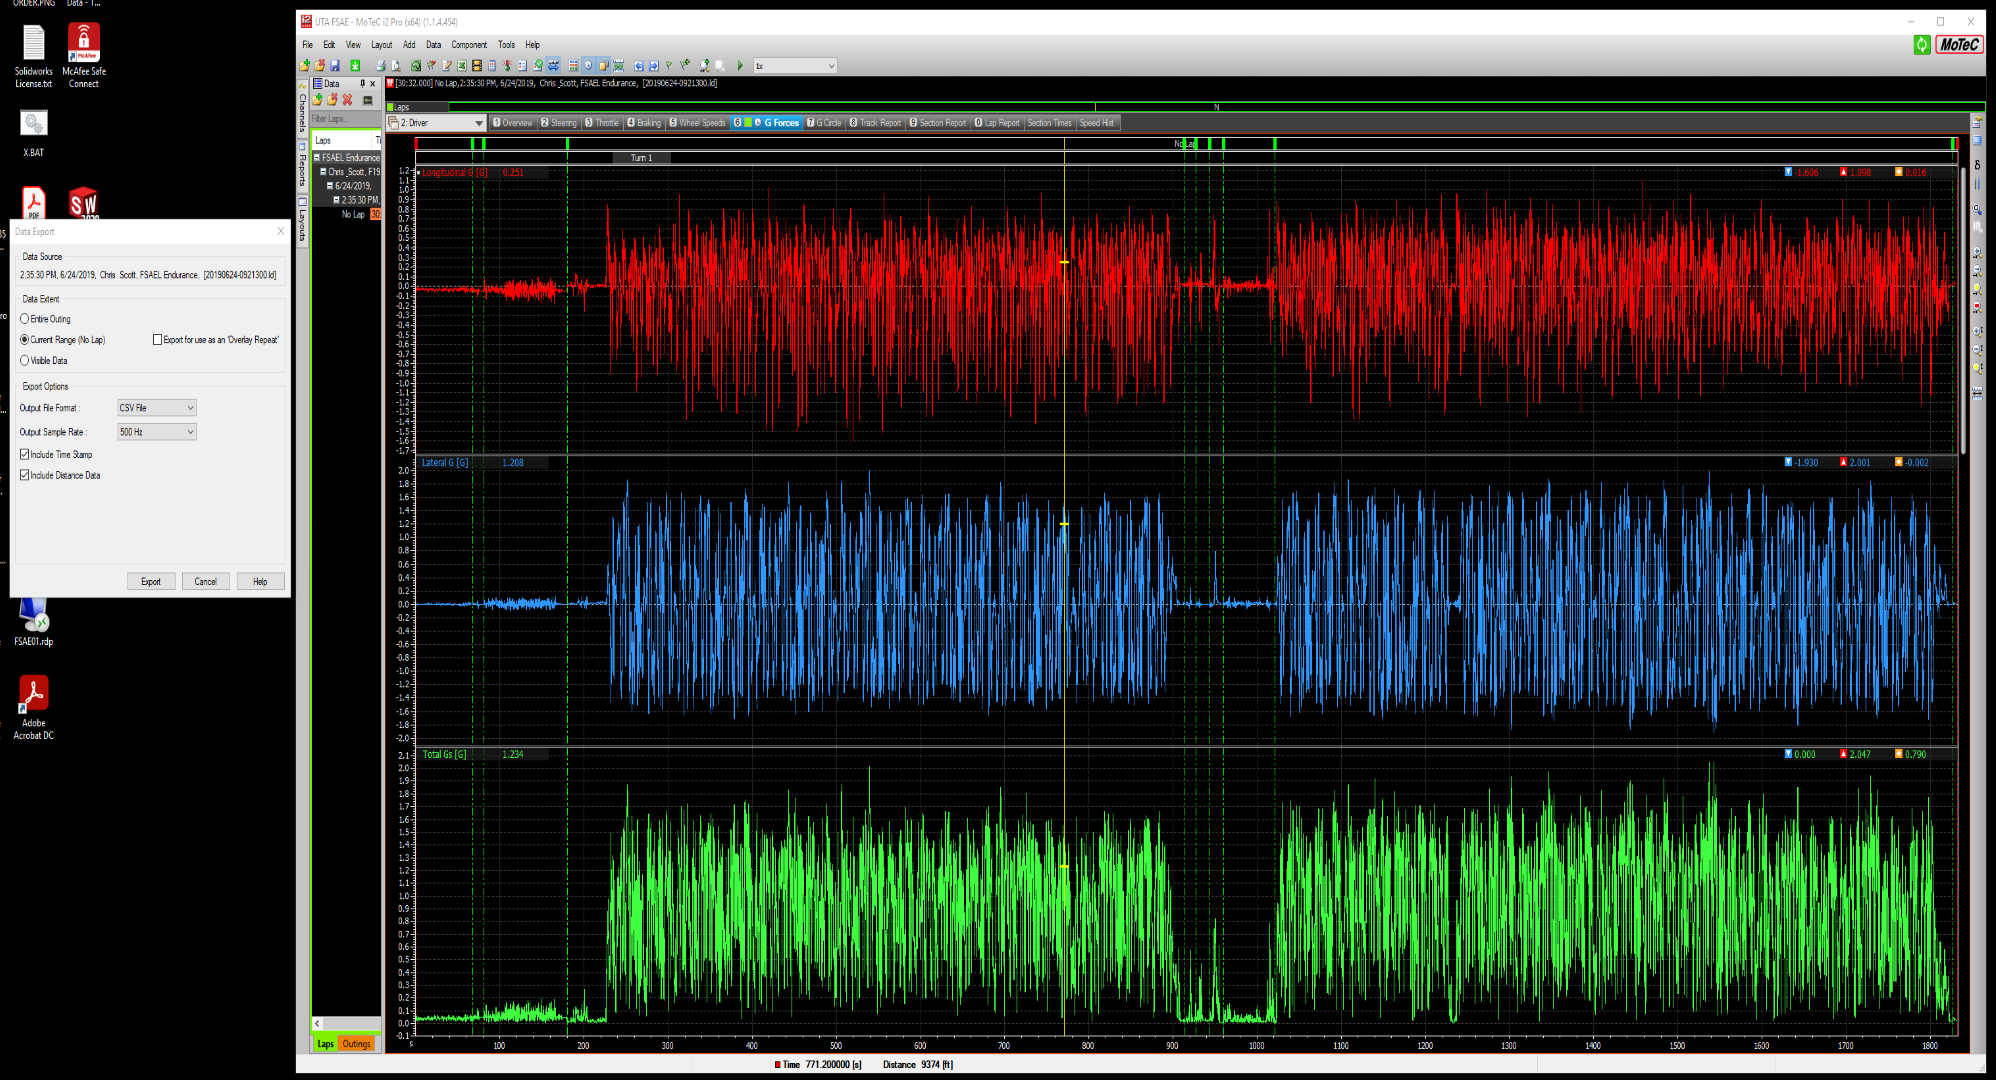 ORDER.PNG
Data - T...
Solidworks
License.txt
McAfee Safe
Connect
X.BAT
Data Export
Data Source
2:35:30 PM, 6/24/2019, Chris Scott, FSAEL Endurance, [20190624-0921300.ld]
Data Extent
Entire Outing
Current Range (No Lap)
Export for use as an 'Overlay Repeat'
Visible Data
Export Options
Output File Format :
CSV File
Output Sample Rate :
500 Hz
Include Time Stamp
Include Distance Data
Export
Cancel
Help
FSAE01.rdp
Adobe
Acrobat DC
UTA FSAE - MoTeC i2 Pro (x64) (1.1.4.454)
File Edit View Layout Add Data Component Tools Help
MoTeC
1x
Channels
Reports
Layouts
Data
Filter Laps...
Laps
FSAEL Endurance
Chris_Scott, F19
6/24/2019,
2:35:30 PM,
No Lap
Laps
Outings
[30:32.000] No Lap,2:35:30 PM, 6/24/2019, Chris_Scott, FSAEL Endurance, [20190624-0921300.ld]
Laps
N
2: Driver
1 Overview 2 Steering 3 Throttle 4 Braking 5 Wheel Speeds 6 G Forces 7 G Circle 8 Track Report 9 Section Report 0 Lap Report Section Times Speed Hist
No Lap
Turn 1
Longitudinal G [G] 0.251 -1.606 1.098 0.016
1.2
1.1
1.0
0.9
0.8
0.7
0.6
0.5
0.4
0.3
0.2
0.1
0.0
-0.1
-0.2
-0.3
-0.4
-0.5
-0.6
-0.7
-0.8
-0.9
-1.0
-1.1
-1.2
-1.3
-1.4
-1.5
-1.6
-1.7
Lateral G [G] 1.208 -1.930 2.001 -0.002
2.0
1.8
1.6
1.4
1.2
1.0
0.8
0.6
0.4
0.2
0.0
-0.2
-0.4
-0.6
-0.8
-1.0
-1.2
-1.4
-1.6
-1.8
-2.0
Total Gs [G] 1.234 0.000 2.047 0.790
2.1
2.0
1.9
1.8
1.7
1.6
1.5
1.4
1.3
1.2
1.1
1.0
0.9
0.8
0.7
0.6
0.5
0.4
0.3
0.2
0.1
0.0
-0.1
s 100 200 300 400 500 600 700 800 900 1000 1100 1200 1300 1400 1500 1600 1700 1800
Time 771.200000 [s] Distance 9374 [ft]